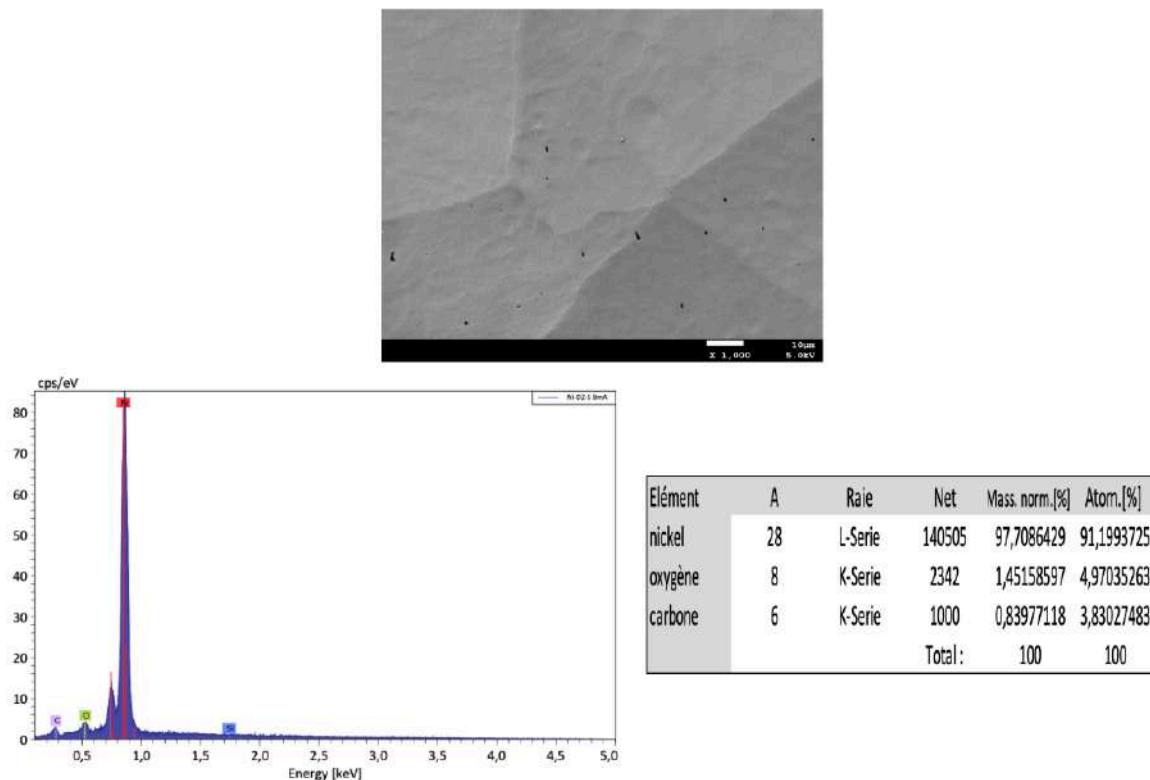 10µm
X 1,000 5.0kV
cps/eV
80
70
60
50
40
30
20
10
0
C
O
0,5 1,0 1,5 2,0 2,5 3,0 3,5 4,0 4,5 5,0
Energy [keV]
Elément A Raie Net Mass. norm.[%] Atom.[%]
nickel 28 L-Serie 140505 97,7086429 91,1993725
oxygène 8 K-Serie 2342 1,45158597 4,97035263
carbone 6 K-Serie 1000 0,83977118 3,83027483
Total : 100 100